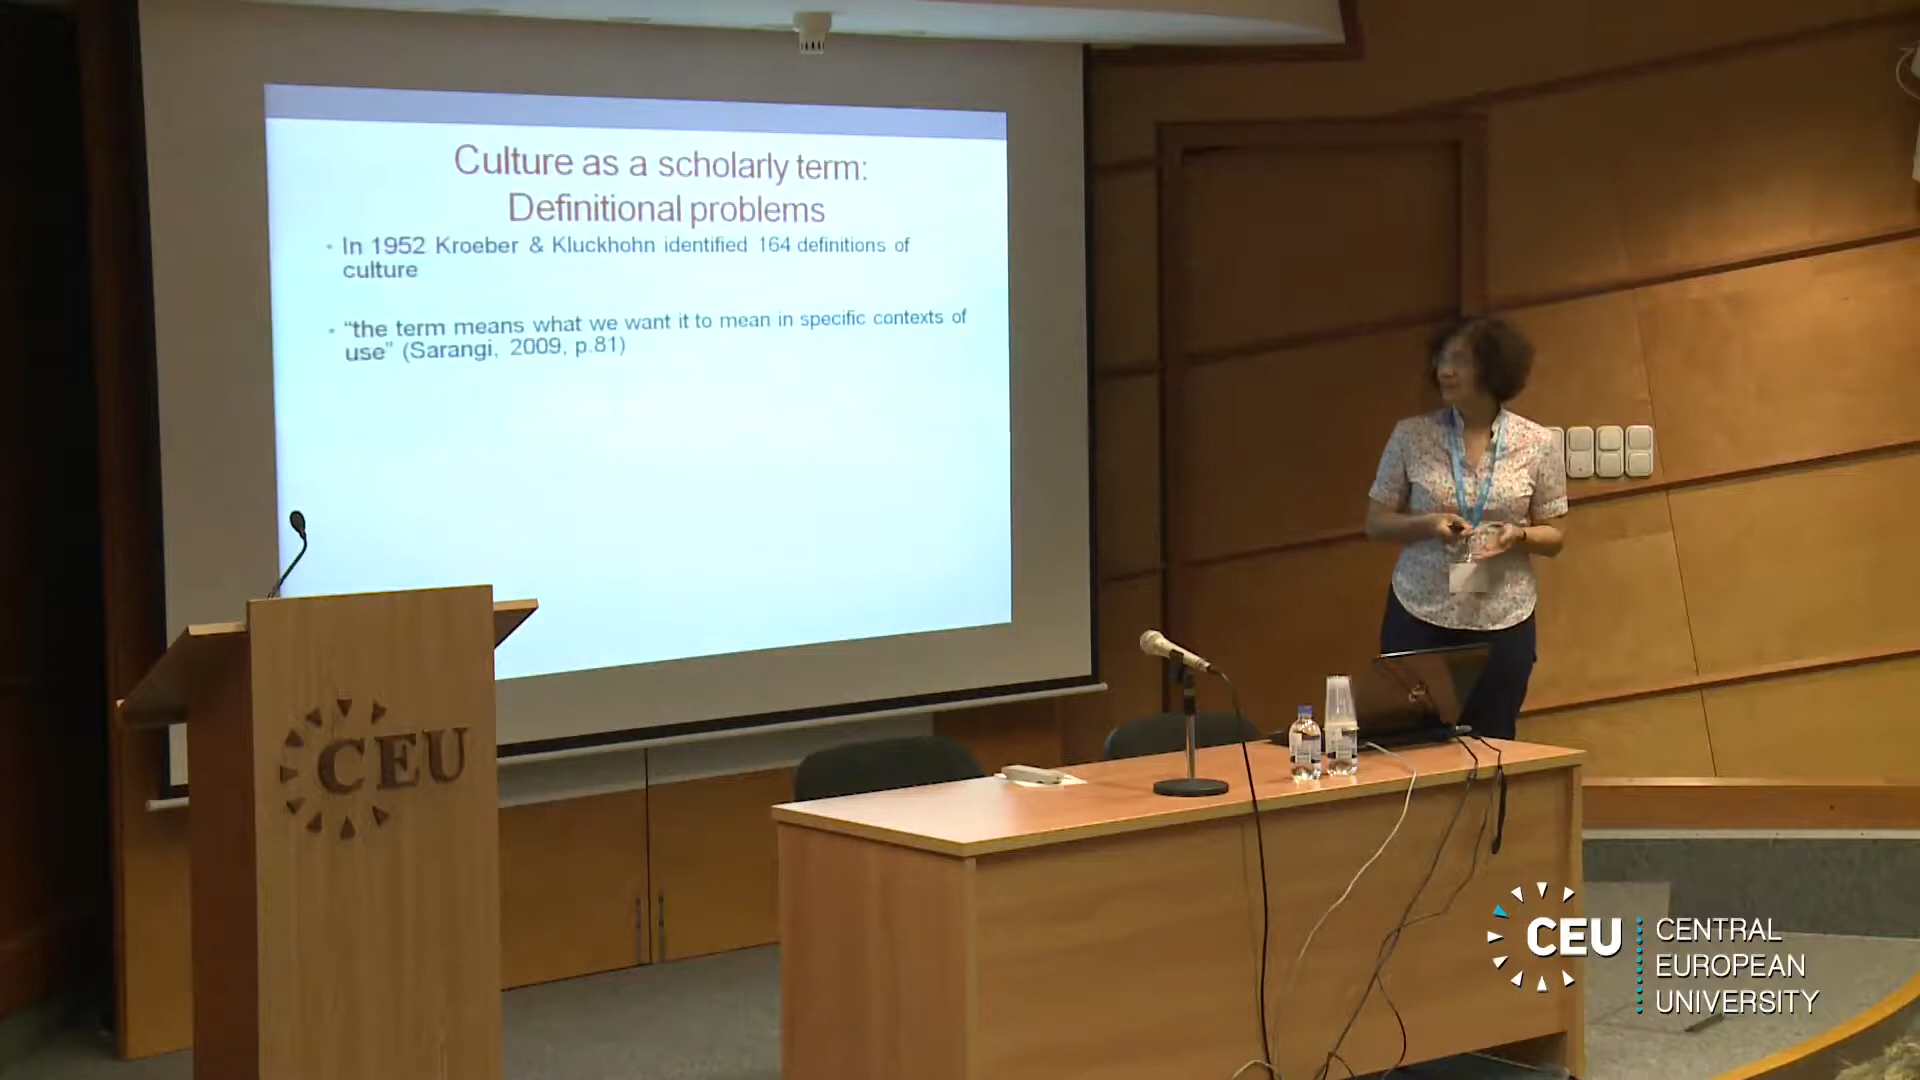 Culture as a scholarly term:
Definitional problems
• In 1952 Kroeber & Kluckhohn identified 164 definitions of
culture
• “the term means what we want it to mean in specific contexts of
use” (Sarangi, 2009, p.81)
CEU
CEU
CENTRAL
EUROPEAN
UNIVERSITY